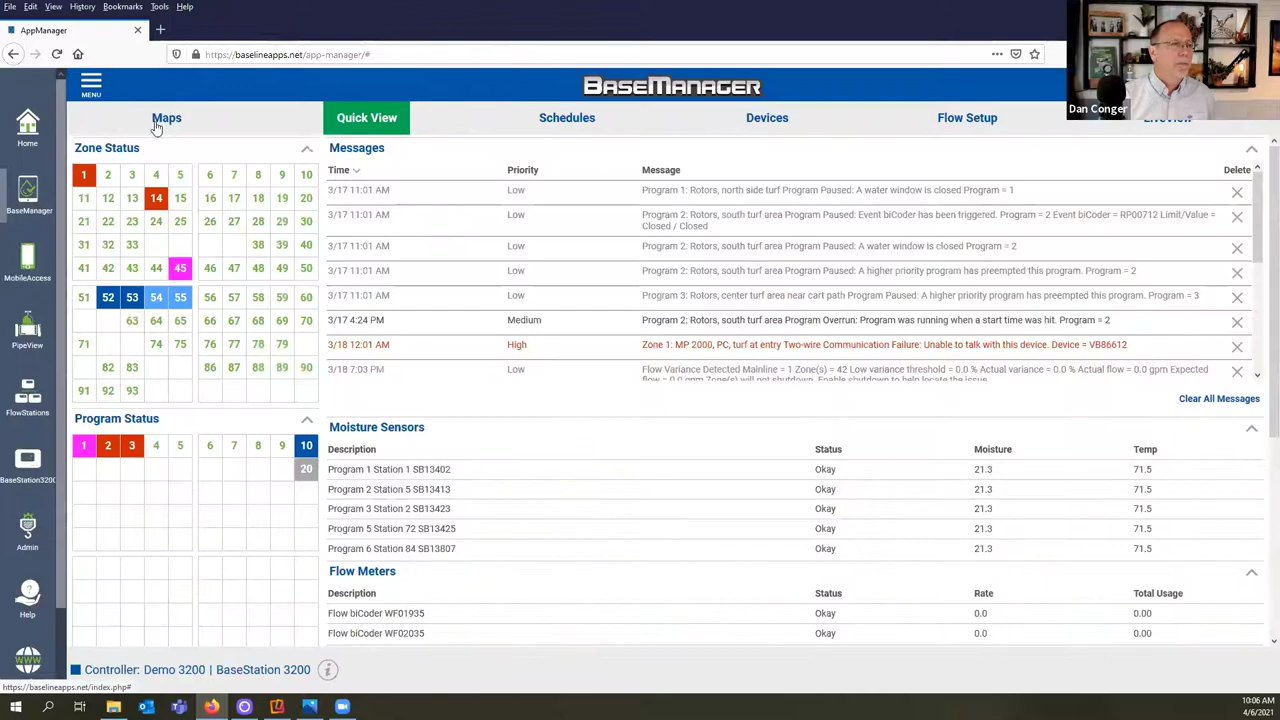 File Edit View History Bookmarks Tools Help
AppManager
https://baselineapps.net/app-manager/#
MENU
BASEMANAGER
Dan Conger
Maps Quick View Schedules Devices Flow Setup LiveView
Home
BaseManager
MobileAccess
PipeView
FlowStations
BaseStation3200
Admin
Help
WWW
Zone Status
1 2 3 4 5 6 7 8 9 10
11 12 13 14 15 16 17 18 19 20
21 22 23 24 25 26 27 28 29 30
31 32 33 38 39 40
41 42 43 44 45 46 47 48 49 50
51 52 53 54 55 56 57 58 59 60
63 64 65 66 67 68 69 70
71 74 75 76 77 78 79
82 83 86 87 88 89 90
91 92 93
Program Status
1 2 3 4 5 6 7 8 9 10
20
Messages
Time Priority Message Delete
3/17 11:01 AM Low Program 1: Rotors, north side turf Program Paused: A water window is closed Program = 1
3/17 11:01 AM Low Program 2: Rotors, south turf area Program Paused: Event biCoder has been triggered. Program = 2 Event biCoder = RP00712 Limit/Value =
Closed / Closed
3/17 11:01 AM Low Program 2: Rotors, south turf area Program Paused: A water window is closed Program = 2
3/17 11:01 AM Low Program 2: Rotors, south turf area Program Paused: A higher priority program has preempted this program. Program = 2
3/17 11:01 AM Low Program 3: Rotors, center turf area near cart path Program Paused: A higher priority program has preempted this program. Program = 3
3/17 4:24 PM Medium Program 2: Rotors, south turf area Program Overrun: Program was running when a start time was hit. Program = 2
3/18 12:01 AM High Zone 1: MP 2000, PC, turf at entry Two-wire Communication Failure: Unable to talk with this device. Device = VB86612
3/18 7:03 PM Low Flow Variance Detected Mainline = 1 Zone(s) = 42 Low variance threshold = 0.0 % Actual variance = 0.0 % Actual flow = 0.0 gpm Expected
flow = 0.0 gpm Zone(s) will not shutdown. Enable shutdown to help locate the issue.
Clear All Messages
Moisture Sensors
Description Status Moisture Temp
Program 1 Station 1 SB13402 Okay 21.3 71.5
Program 2 Station 5 SB13413 Okay 21.3 71.5
Program 3 Station 2 SB13423 Okay 21.3 71.5
Program 5 Station 72 SB13425 Okay 21.3 71.5
Program 6 Station 84 SB13807 Okay 21.3 71.5
Flow Meters
Description Status Rate Total Usage
Flow biCoder WF01935 Okay 0.0 0.00
Flow biCoder WF02035 Okay 0.0 0.00
Controller: Demo 3200 | BaseStation 3200
https://baselineapps.net/index.php#
10:06 AM
4/6/2021